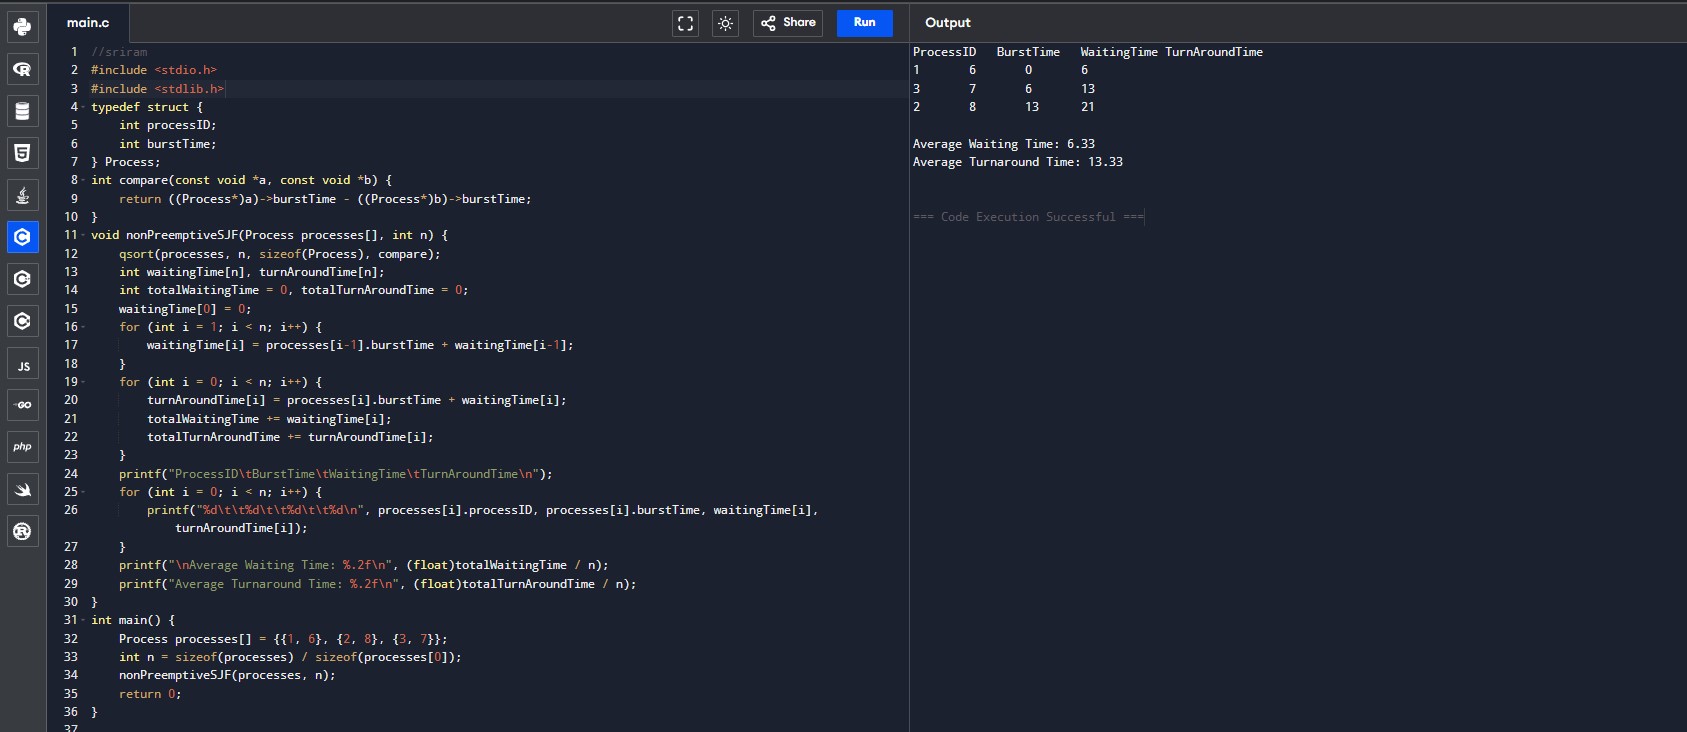 main.c
Share
Run
Output
1 //sriram
2 #include <stdio.h>
3 #include <stdlib.h>
4 typedef struct {
5     int processID;
6     int burstTime;
7 } Process;
8 int compare(const void *a, const void *b) {
9     return ((Process*)a)->burstTime - ((Process*)b)->burstTime;
10 }
11 void nonPreemptiveSJF(Process processes[], int n) {
12     qsort(processes, n, sizeof(Process), compare);
13     int waitingTime[n], turnAroundTime[n];
14     int totalWaitingTime = 0, totalTurnAroundTime = 0;
15     waitingTime[0] = 0;
16     for (int i = 1; i < n; i++) {
17         waitingTime[i] = processes[i-1].burstTime + waitingTime[i-1];
18     }
19     for (int i = 0; i < n; i++) {
20         turnAroundTime[i] = processes[i].burstTime + waitingTime[i];
21         totalWaitingTime += waitingTime[i];
22         totalTurnAroundTime += turnAroundTime[i];
23     }
24     printf("ProcessID\tBurstTime\tWaitingTime\tTurnAroundTime\n");
25     for (int i = 0; i < n; i++) {
26         printf("%d\t\t%d\t\t%d\t\t%d\n", processes[i].processID, processes[i].burstTime, waitingTime[i],
            turnAroundTime[i]);
27     }
28     printf("\nAverage Waiting Time: %.2f\n", (float)totalWaitingTime / n);
29     printf("Average Turnaround Time: %.2f\n", (float)totalTurnAroundTime / n);
30 }
31 int main() {
32     Process processes[] = {{1, 6}, {2, 8}, {3, 7}};
33     int n = sizeof(processes) / sizeof(processes[0]);
34     nonPreemptiveSJF(processes, n);
35     return 0;
36 }
37
ProcessID   BurstTime   WaitingTime TurnAroundTime
1       6       0       6
3       7       6       13
2       8       13      21
Average Waiting Time: 6.33
Average Turnaround Time: 13.33
=== Code Execution Successful ===
R
5
C
C
C
JS
GO
php
R